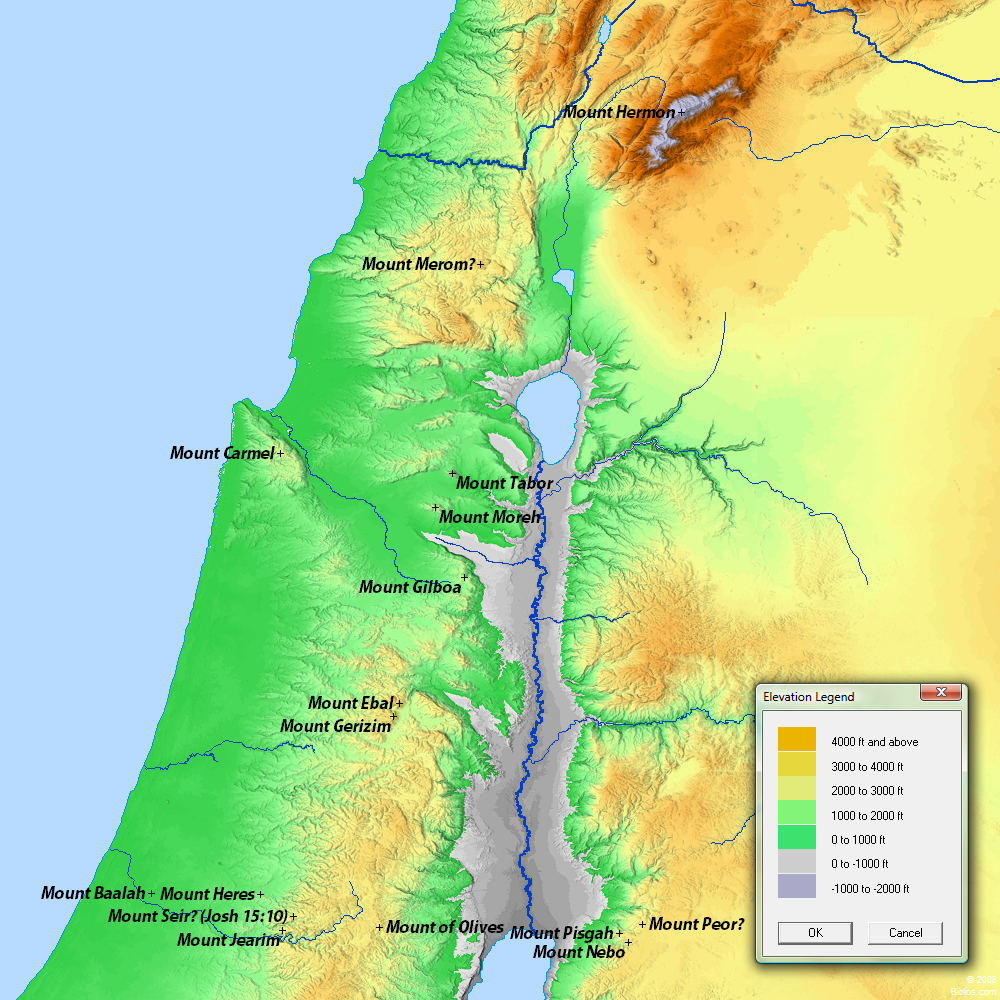 Mount Hermon
Mount Merom?
Mount Carmel
Mount Tabor
Mount Moreh
Mount Gilboa
Mount Ebal
Mount Gerizim
Mount Baalah
Mount Heres
Mount Seir? (Josh 15:10)
Mount Jearim
Mount of Olives
Mount Pisgah
Mount Nebo
Mount Peor?
Elevation Legend
4000 ft and above
3000 to 4000 ft
2000 to 3000 ft
1000 to 2000 ft
0 to 1000 ft
0 to -1000 ft
-1000 to -2000 ft
OK
Cancel